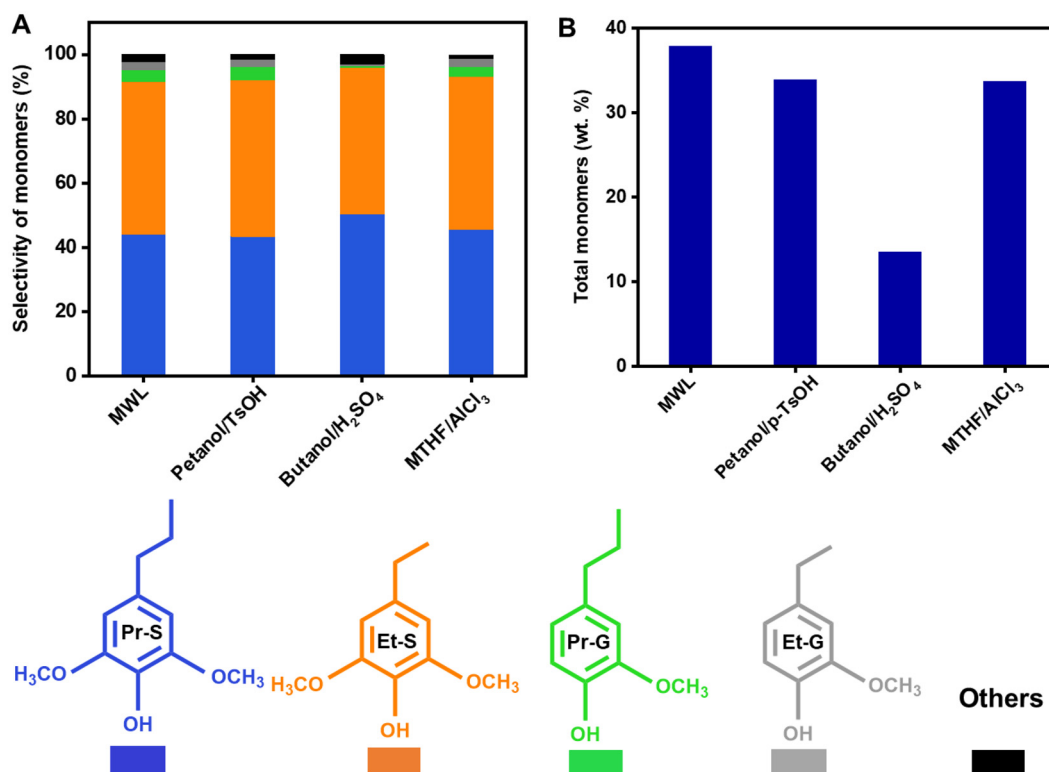 A
Selectivity of monomers (%)
100
80
60
40
20
0
MWL
Petanol/TsOH
Butanol/H₂SO₄
MTHF/AlCl₃
B
Total monomers (wt. %)
40
30
20
10
0
MWL
Petanol/p-TsOH
Butanol/H₂SO₄
MTHF/AlCl₃
Pr-S
H₃CO
OCH₃
OH
Et-S
H₃CO
OCH₃
OH
Pr-G
OCH₃
OH
Et-G
OCH₃
OH
Others